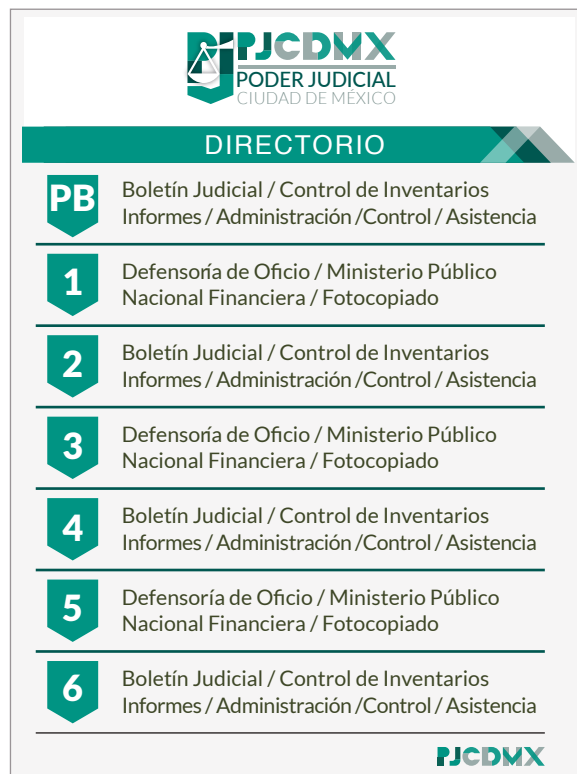 PJCDMX
PODER JUDICIAL
CIUDAD DE MÉXICO
DIRECTORIO
PB
Boletín Judicial / Control de Inventarios
Informes / Administración /Control / Asistencia
1
Defensoría de Oficio / Ministerio Público
Nacional Financiera / Fotocopiado
2
Boletín Judicial / Control de Inventarios
Informes / Administración /Control / Asistencia
3
Defensoría de Oficio / Ministerio Público
Nacional Financiera / Fotocopiado
4
Boletín Judicial / Control de Inventarios
Informes / Administración /Control / Asistencia
5
Defensoría de Oficio / Ministerio Público
Nacional Financiera / Fotocopiado
6
Boletín Judicial / Control de Inventarios
Informes / Administración /Control / Asistencia
PJCDMX